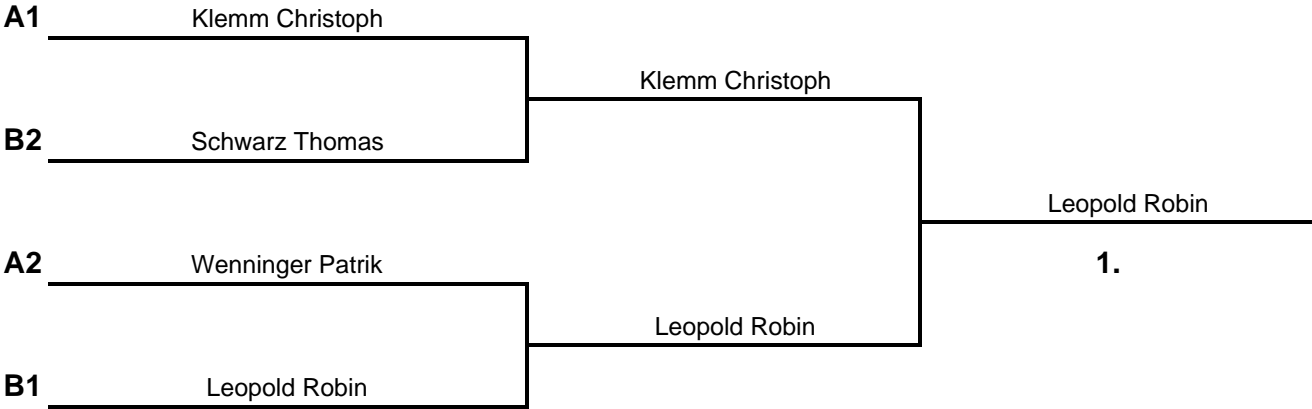 A1 Klemm Christoph
Klemm Christoph
B2 Schwarz Thomas
Leopold Robin
A2 Wenninger Patrik
1.
Leopold Robin
B1 Leopold Robin